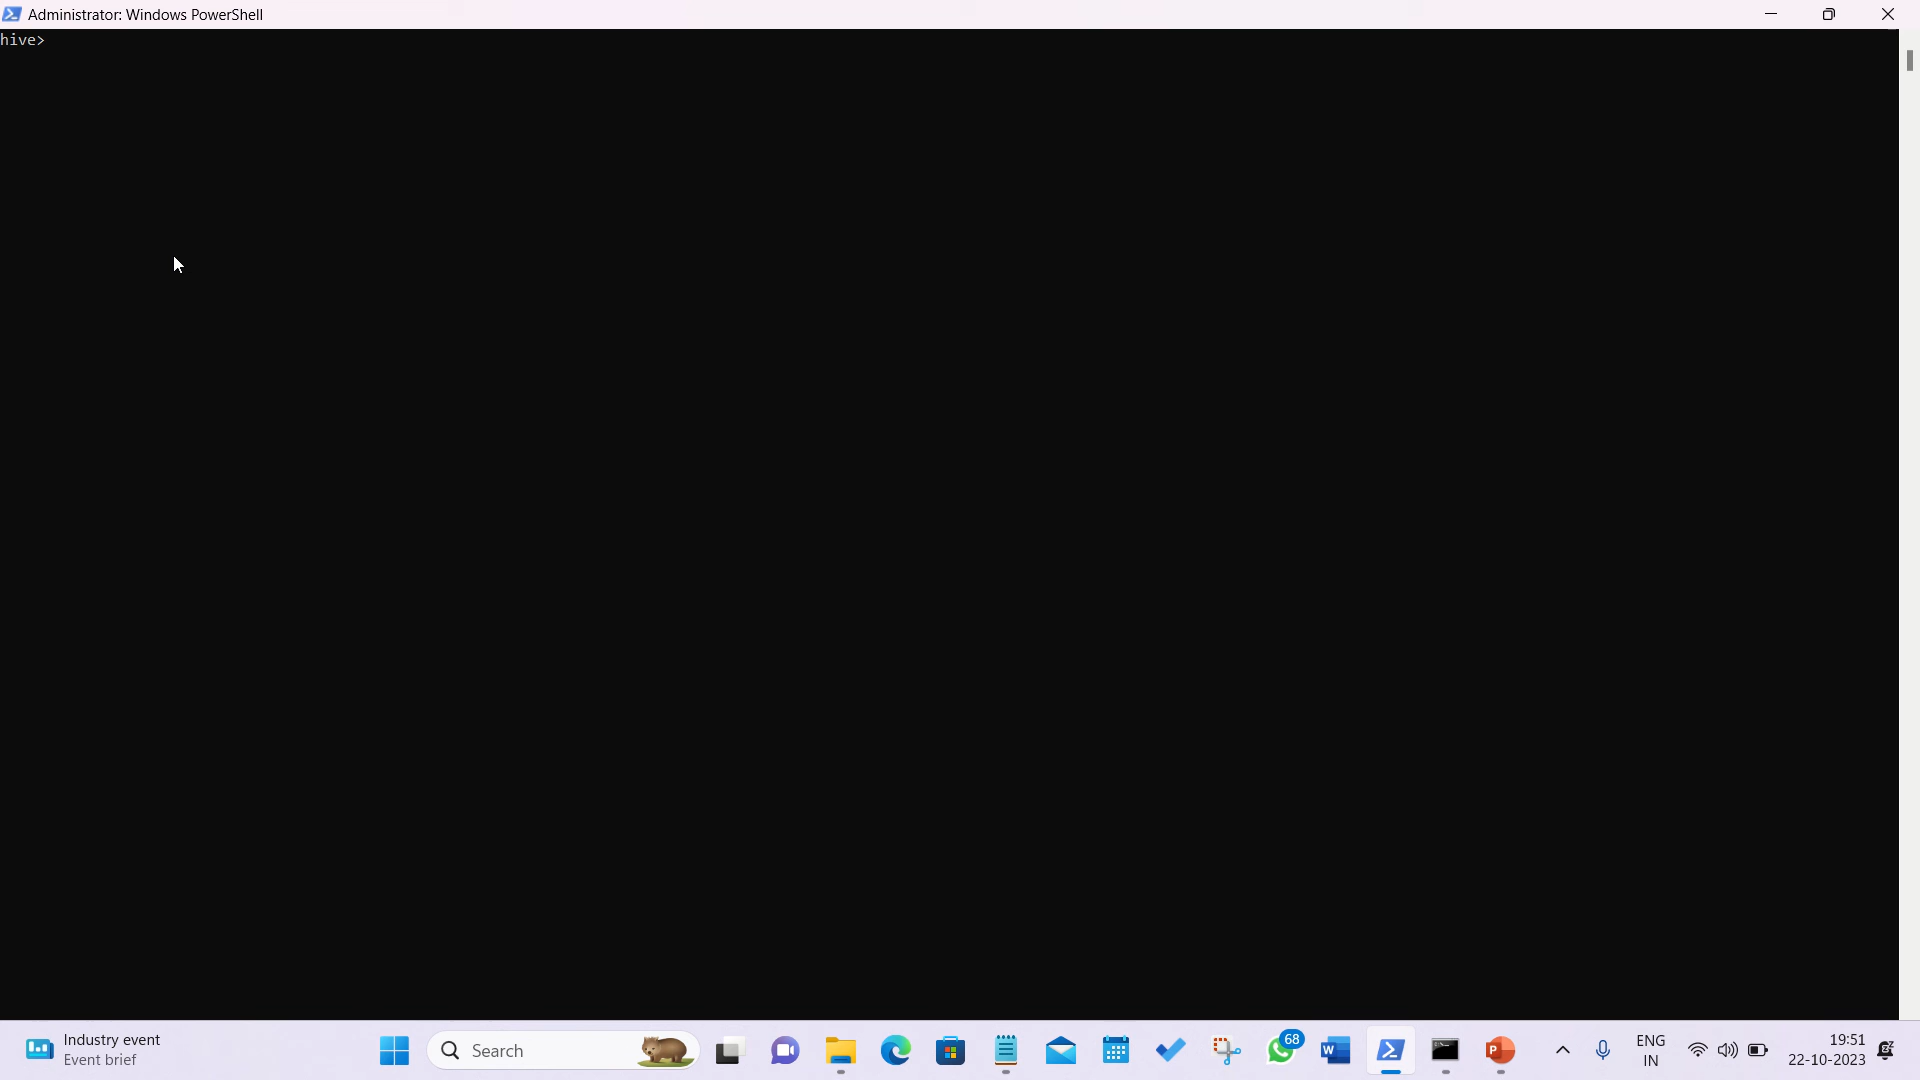 Administrator: Windows PowerShell
hive>
Industry event
Event brief
Search
68
ENG
IN
19:51
22-10-2023